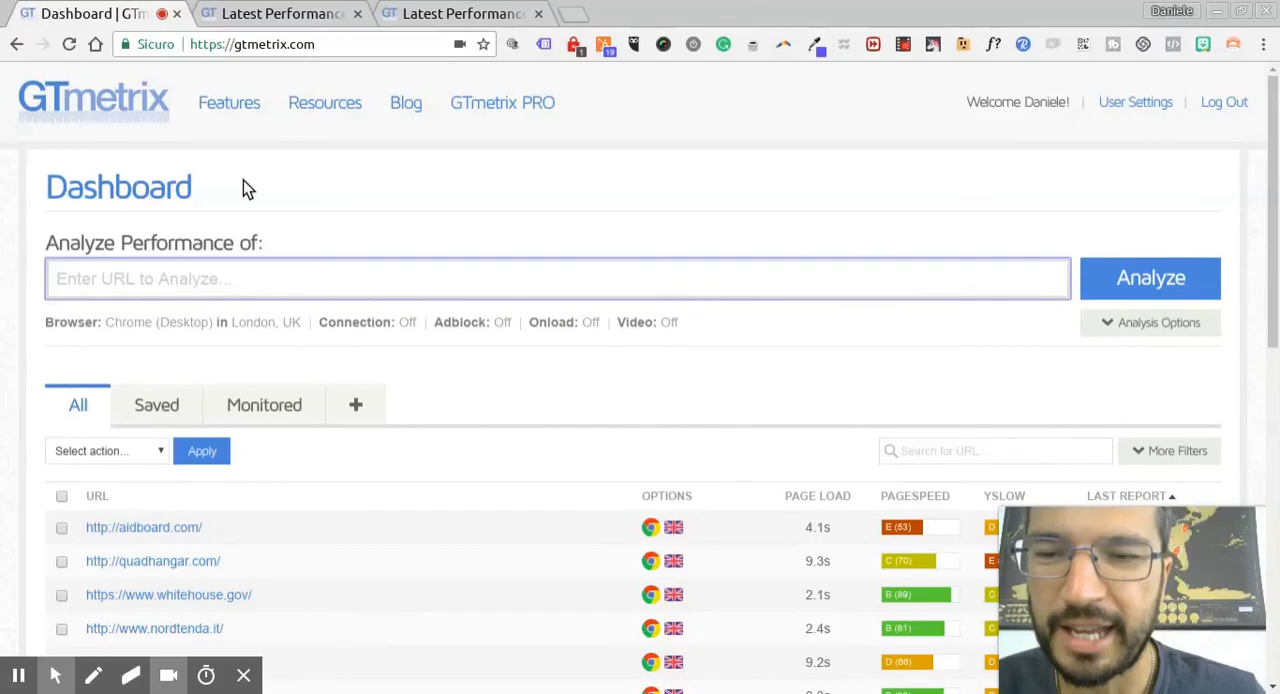 Dashboard | GTm
Latest Performance
Latest Performance
Daniele
Sicuro | https://gtmetrix.com
1
19
f?
GTmetrix
Features
Resources
Blog
GTmetrix PRO
Welcome Daniele! | User Settings | Log Out
Dashboard
Analyze Performance of:
Enter URL to Analyze...
Analyze
Browser: Chrome (Desktop) in London, UK | Connection: Off | Adblock: Off | Onload: Off | Video: Off
Analysis Options
All
Saved
Monitored
+
Select action...
Apply
Search for URL...
More Filters
URL OPTIONS PAGE LOAD PAGESPEED YSLOW LAST REPORT
http://aidboard.com/ 4.1s E (53) D
http://quadhangar.com/ 9.3s C (70) E
https://www.whitehouse.gov/ 2.1s B (89) C
http://www.nordtenda.it/ 2.4s B (81)
9.2s D (66) D